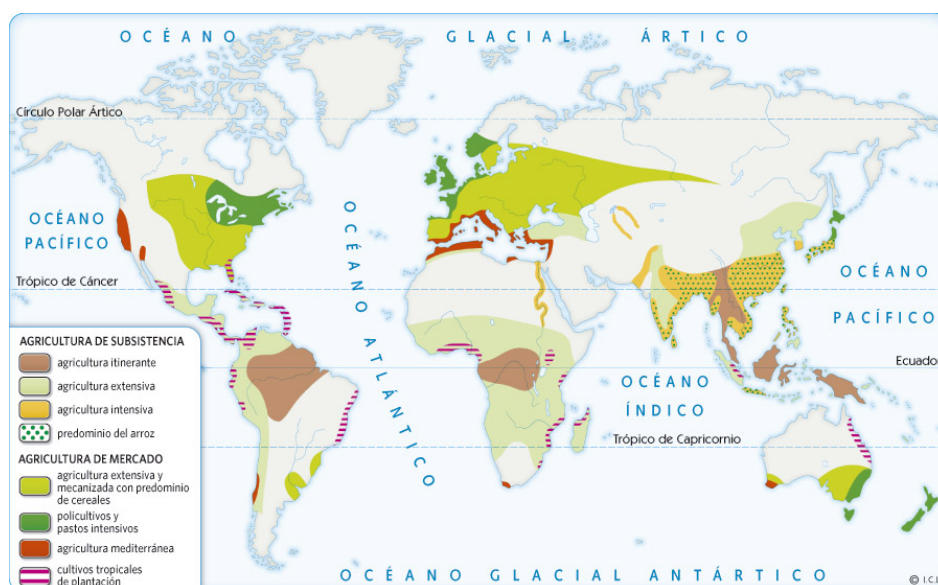 OCÉANO GLACIAL ÁRTICO
Círculo Polar Ártico
OCÉANO
PACÍFICO
OCÉANO ATLÁNTICO
Trópico de Cáncer
OCÉANO
PACÍFICO
Ecuador
OCÉANO
ÍNDICO
Trópico de Capricornio
AGRICULTURA DE SUBSISTENCIA
agricultura itinerante
agricultura extensiva
agricultura intensiva
predominio del arroz
AGRICULTURA DE MERCADO
agricultura extensiva y
mecanizada con predominio
de cereales
policultivos y
pastos intensivos
agricultura mediterránea
cultivos tropicales
de plantación
OCÉANO GLACIAL ANTÁRTICO